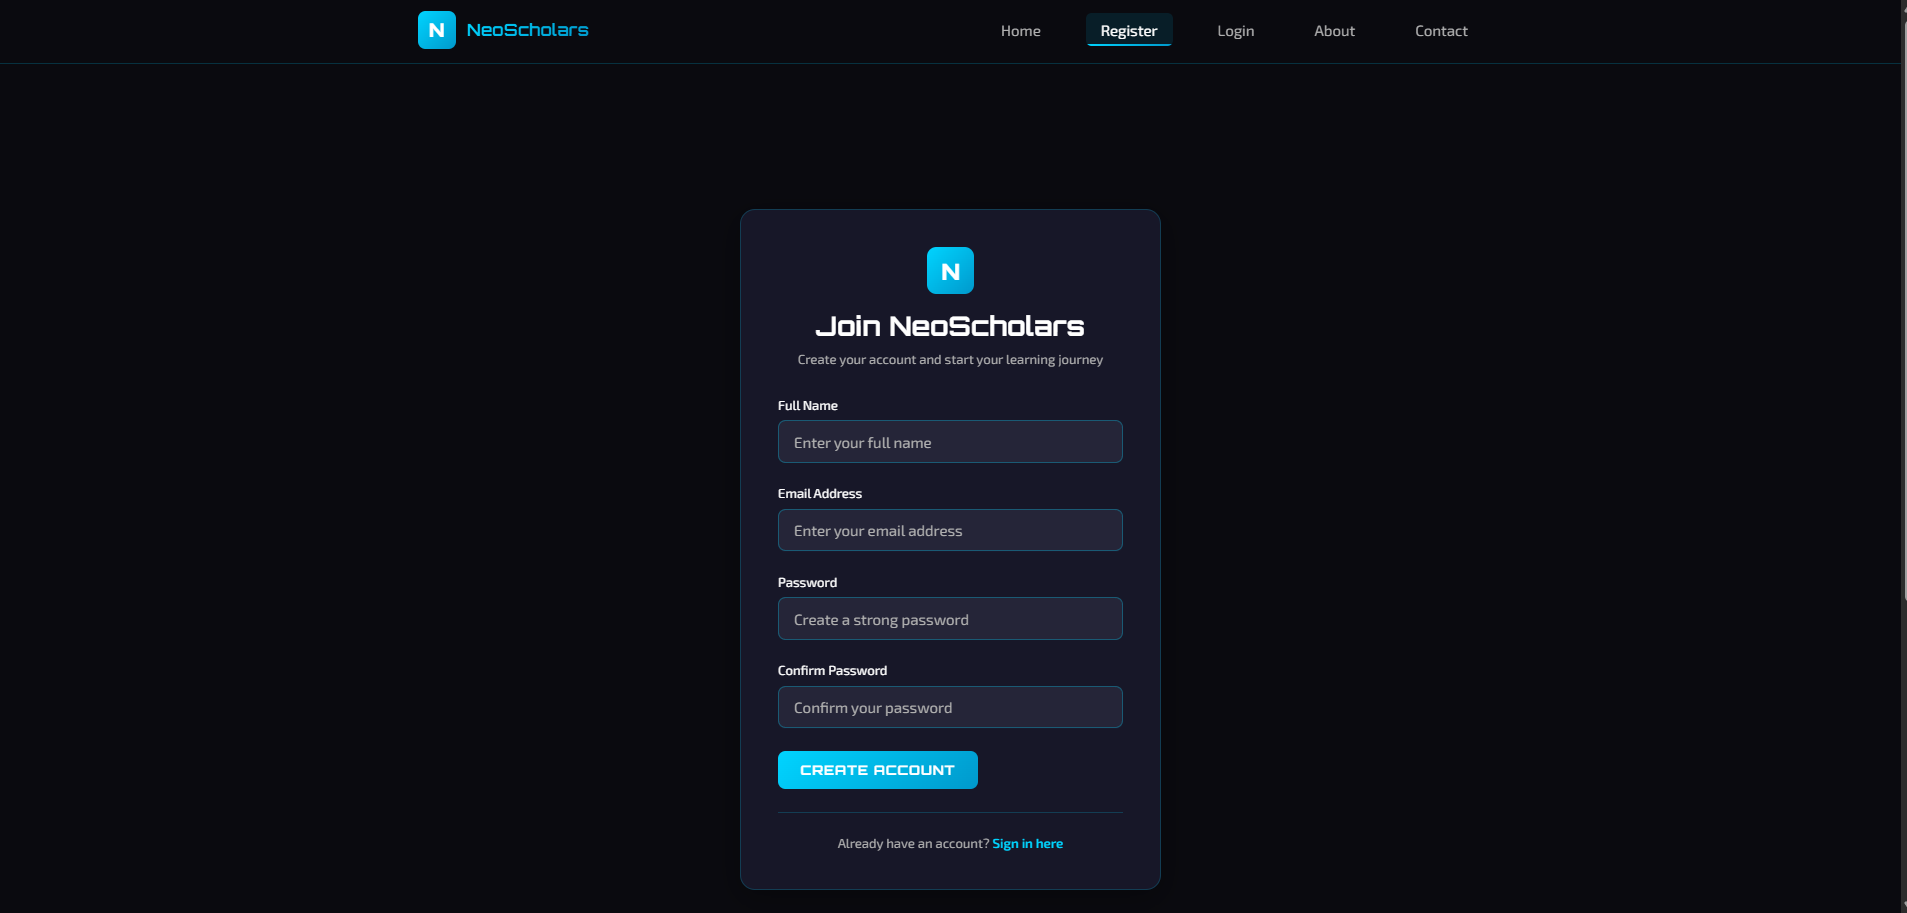 N NeoScholars Home Register Login About Contact
N
Join NeoScholars
Create your account and start your learning journey
Full Name
Enter your full name
Email Address
Enter your email address
Password
Create a strong password
Confirm Password
Confirm your password
CREATE ACCOUNT
Already have an account? Sign in here